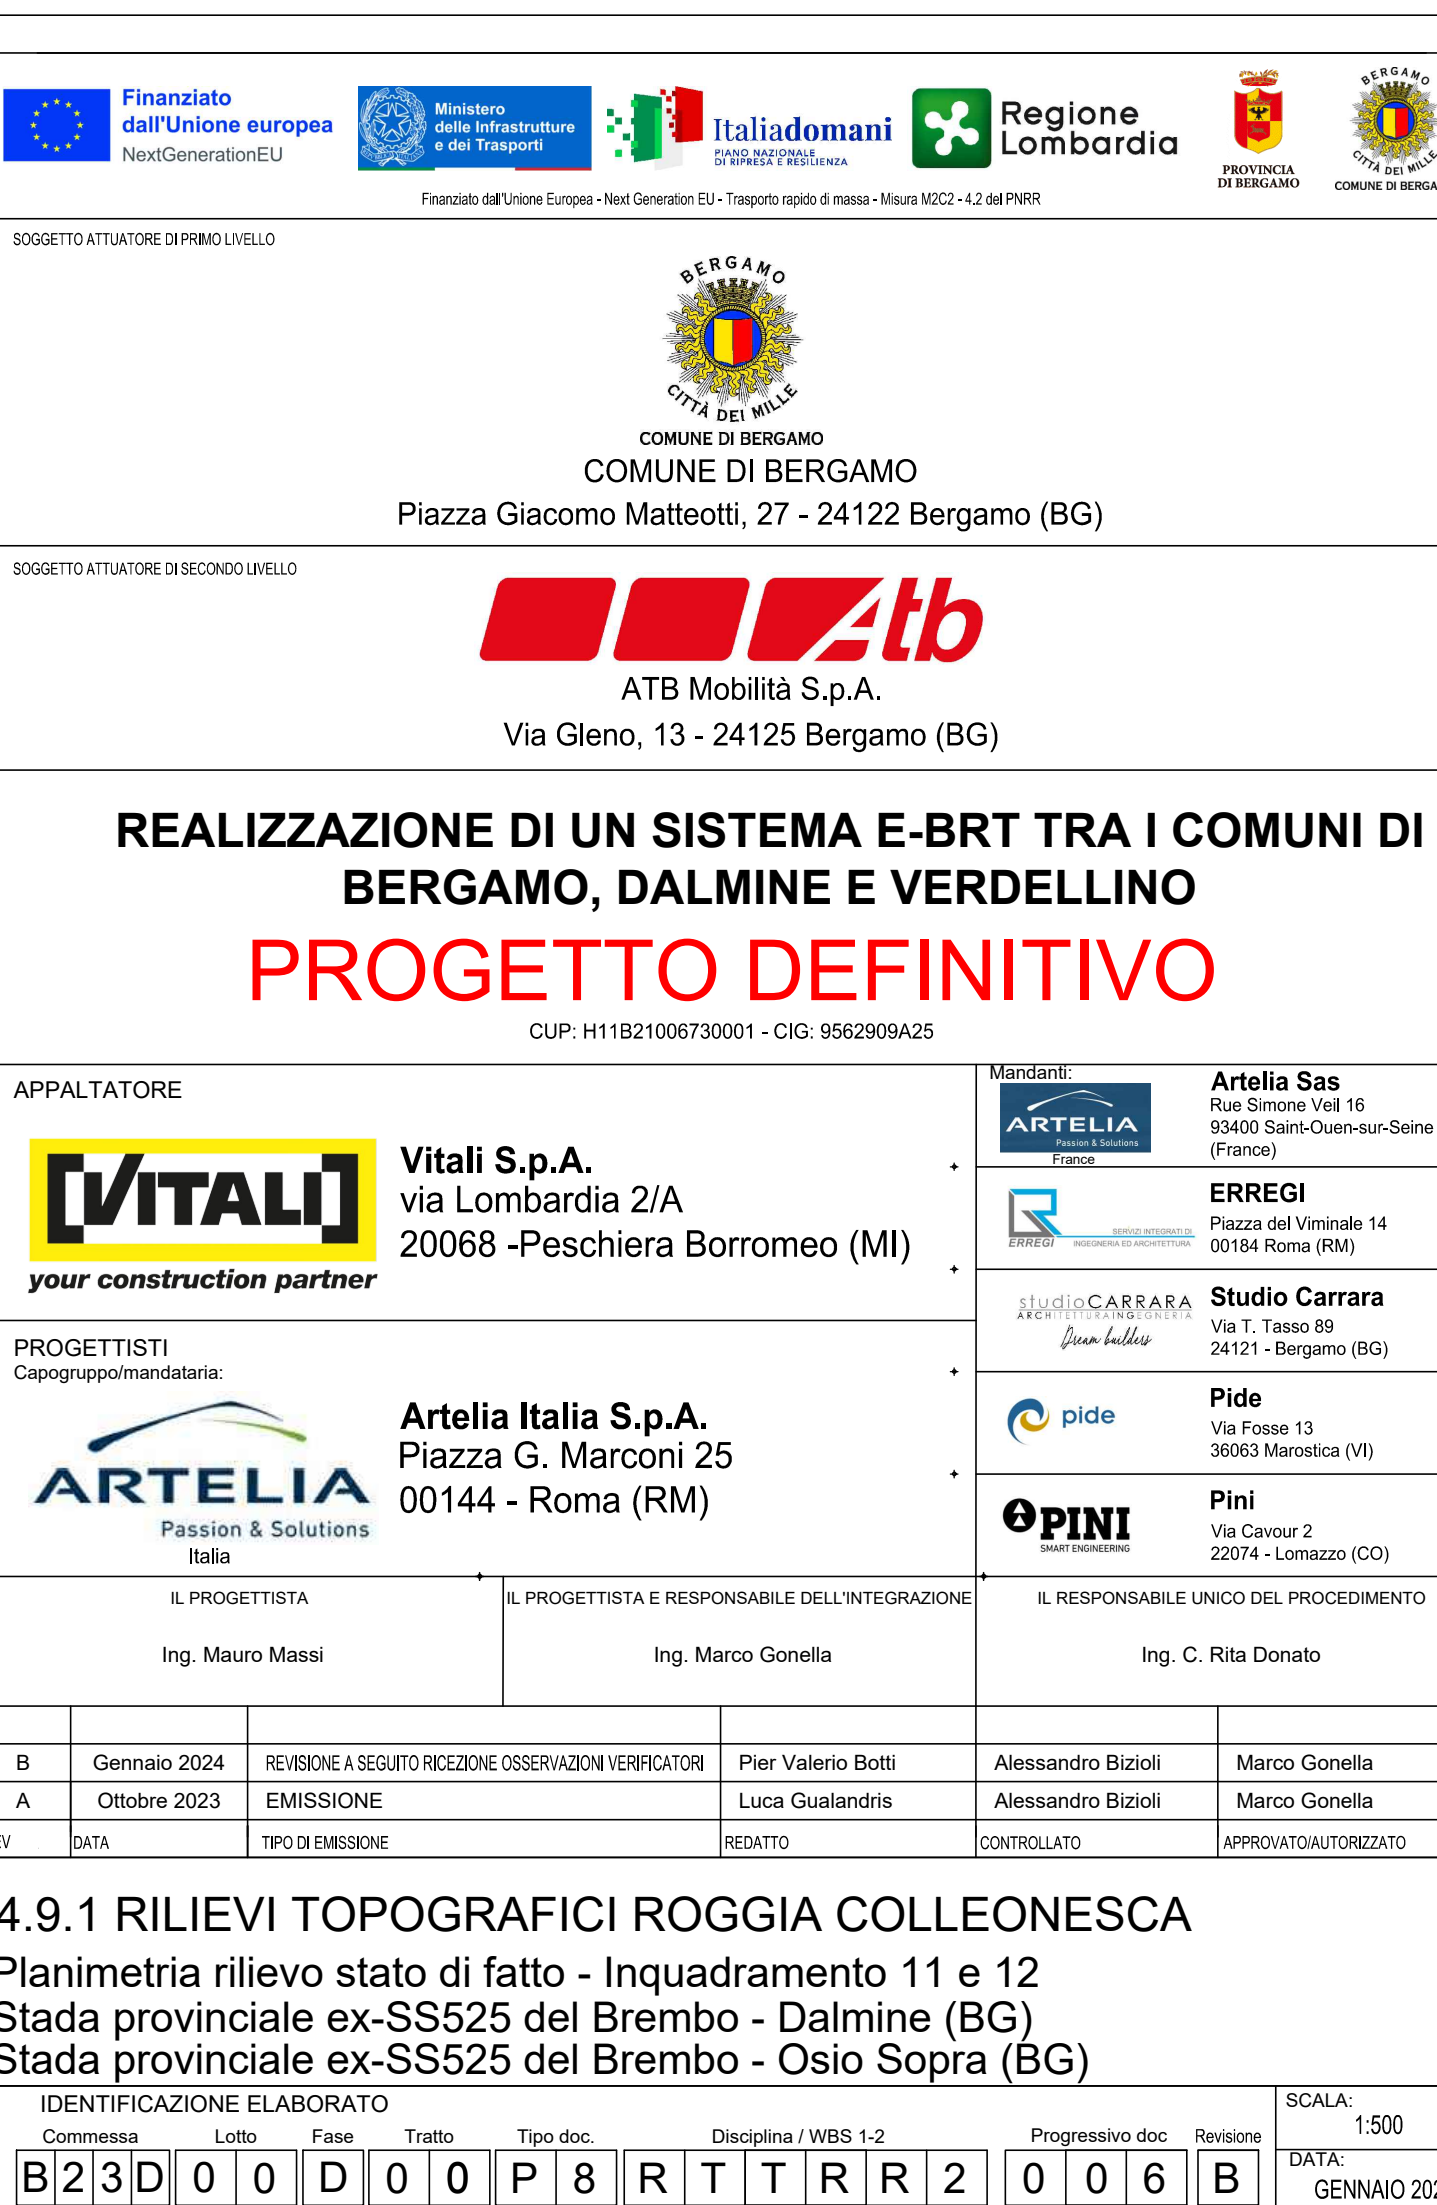 Finanziato
dall'Unione europea
NextGenerationEU
Ministero
delle Infrastrutture
e dei Trasporti
Italiadomani
PIANO NAZIONALE
DI RIPRESA E RESILIENZA
Regione
Lombardia
PROVINCIA
DI BERGAMO
BERGAMO
CITTÀ DEI MILLE
COMUNE DI BERGA
Finanziato dall'Unione Europea - Next Generation EU - Trasporto rapido di massa - Misura M2C2 - 4.2 del PNRR
SOGGETTO ATTUATORE DI PRIMO LIVELLO
BERGAMO
CITTÀ DEI MILLE
COMUNE DI BERGAMO
COMUNE DI BERGAMO
Piazza Giacomo Matteotti, 27 - 24122 Bergamo (BG)
SOGGETTO ATTUATORE DI SECONDO LIVELLO
Atb
ATB Mobilità S.p.A.
Via Gleno, 13 - 24125 Bergamo (BG)
REALIZZAZIONE DI UN SISTEMA E-BRT TRA I COMUNI DI
BERGAMO, DALMINE E VERDELLINO
PROGETTO DEFINITIVO
CUP: H11B21006730001 - CIG: 9562909A25
APPALTATORE
VITALI
your construction partner
Vitali S.p.A.
via Lombardia 2/A
20068 -Peschiera Borromeo (MI)
PROGETTISTI
Capogruppo/mandataria:
ARTELIA
Passion & Solutions
Italia
Artelia Italia S.p.A.
Piazza G. Marconi 25
00144 - Roma (RM)
Mandanti:
ARTELIA
Passion & Solutions
France
Artelia Sas
Rue Simone Veil 16
93400 Saint-Ouen-sur-Seine
(France)
ERREGI
SERVIZI INTEGRATI DI
INGEGNERIA ED ARCHITETTURA
ERREGI
Piazza del Viminale 14
00184 Roma (RM)
studioCARRARA
ARCHITETTURAINGEGNERIA
Dream builders
Studio Carrara
Via T. Tasso 89
24121 - Bergamo (BG)
pide
Pide
Via Fosse 13
36063 Marostica (VI)
PINI
SMART ENGINEERING
Pini
Via Cavour 2
22074 - Lomazzo (CO)
IL PROGETTISTA
Ing. Mauro Massi
IL PROGETTISTA E RESPONSABILE DELL'INTEGRAZIONE
Ing. Marco Gonella
IL RESPONSABILE UNICO DEL PROCEDIMENTO
Ing. C. Rita Donato
B Gennaio 2024 REVISIONE A SEGUITO RICEZIONE OSSERVAZIONI VERIFICATORI Pier Valerio Botti Alessandro Bizioli Marco Gonella
A Ottobre 2023 EMISSIONE Luca Gualandris Alessandro Bizioli Marco Gonella
EV DATA TIPO DI EMISSIONE REDATTO CONTROLLATO APPROVATO/AUTORIZZATO
4.9.1 RILIEVI TOPOGRAFICI ROGGIA COLLEONESCA
Planimetria rilievo stato di fatto - Inquadramento 11 e 12
Stada provinciale ex-SS525 del Brembo - Dalmine (BG)
Stada provinciale ex-SS525 del Brembo - Osio Sopra (BG)
IDENTIFICAZIONE ELABORATO
Commessa Lotto Fase Tratto Tipo doc. Disciplina / WBS 1-2 Progressivo doc Revisione
B 2 3 D 0 0 D 0 0 P 8 R T T R R 2 0 0 6 B
SCALA:
1:500
DATA:
GENNAIO 202